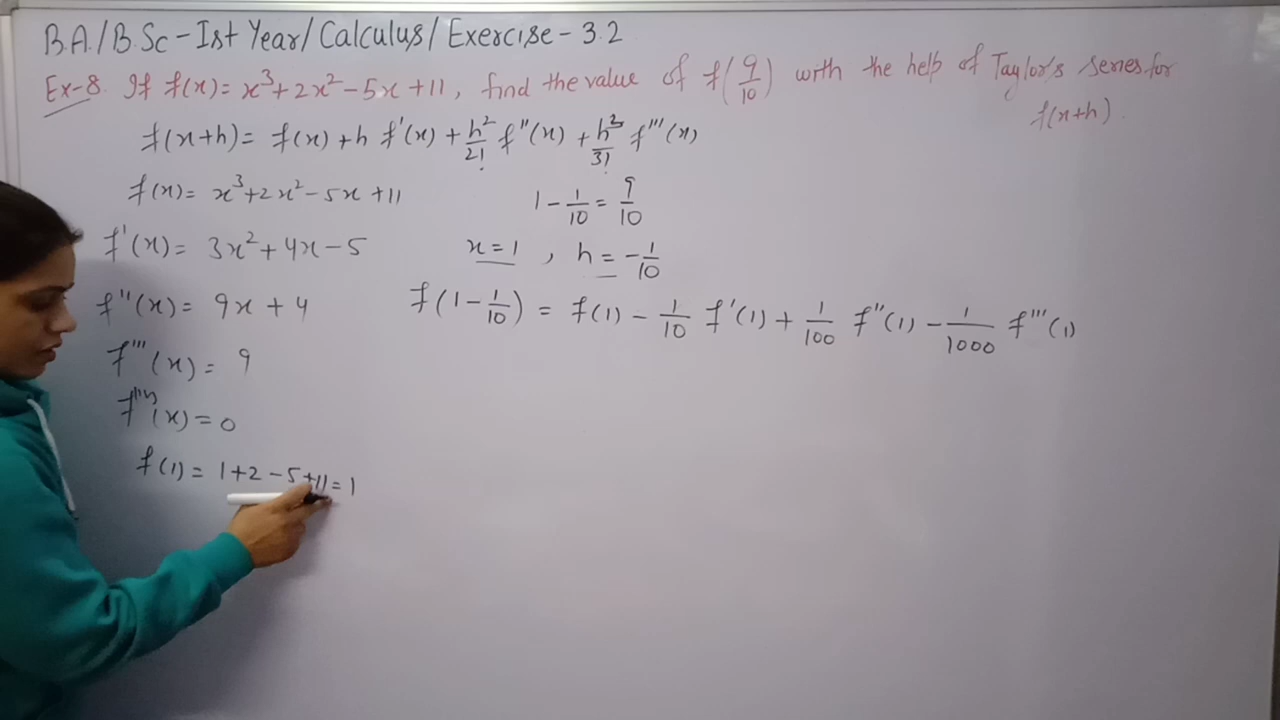 B.A./B.Sc-Ist Year/Calculus/Exercise-3.2
Ex-8. If f(x)= x³+2x²-5x+11, find the value of f(9/10) with the help of Taylor's series for
f(x+h).
f(x+h)= f(x)+h f'(x)+h²/2! f''(x)+h³/3! f'''(x)
f(x)= x³+2x²-5x+11
1-1/10=9/10
f'(x)= 3x²+4x-5
x=1, h=-1/10
f''(x)= 9x+4
f(1-1/10) = f(1)-1/10 f'(1)+1/100 f''(1)-1/1000 f'''(1)
f'''(x)= 9
f''''(x)=0
f(1)= 1+2-5+11=1